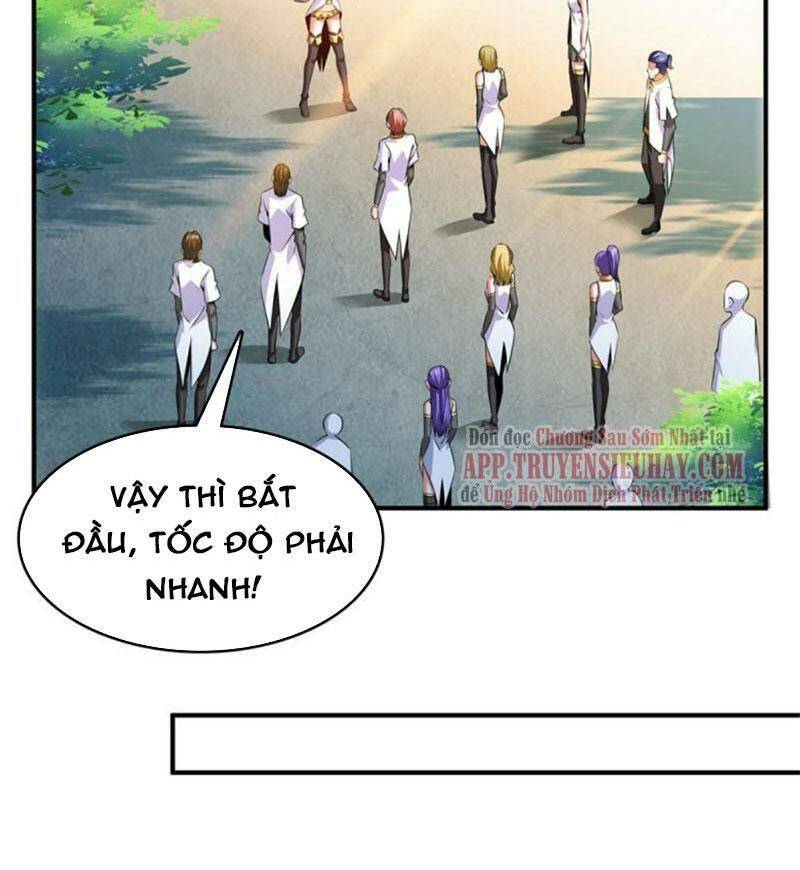 Đón đọc Chương Sau Sớm Nhất tại
APP.TRUYENSIEUHAY.COM
để Ủng Hộ Nhóm Dịch Phát Triển nhé
VẬY THÌ BẮT
ĐẦU, TỐC ĐỘ PHẢI
NHANH!